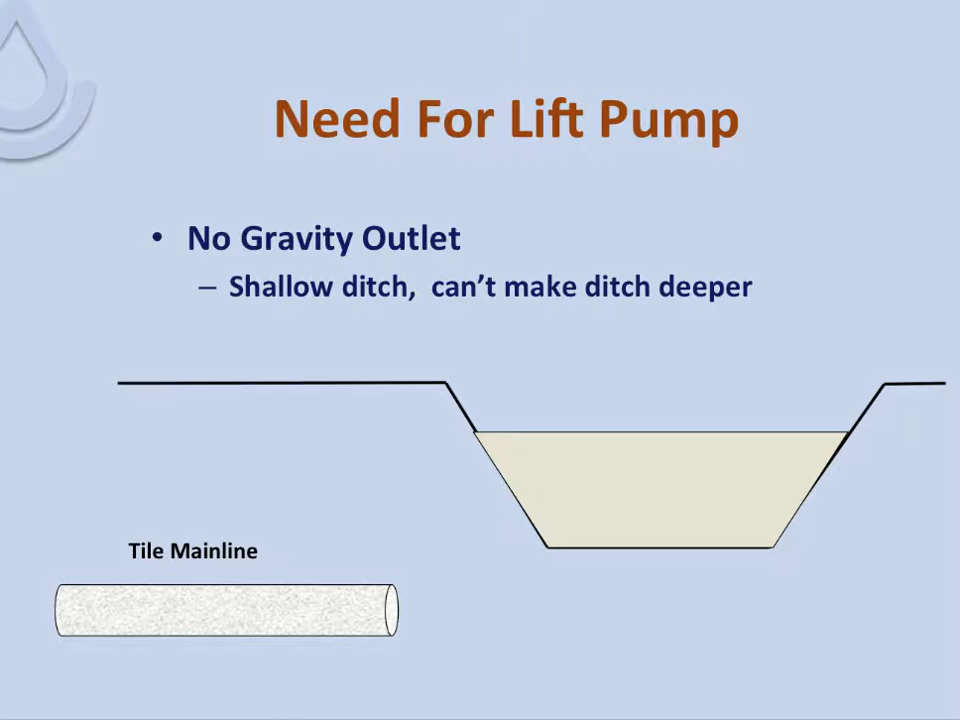 Need For Lift Pump
• No Gravity Outlet
– Shallow ditch,  can’t make ditch deeper
Tile Mainline